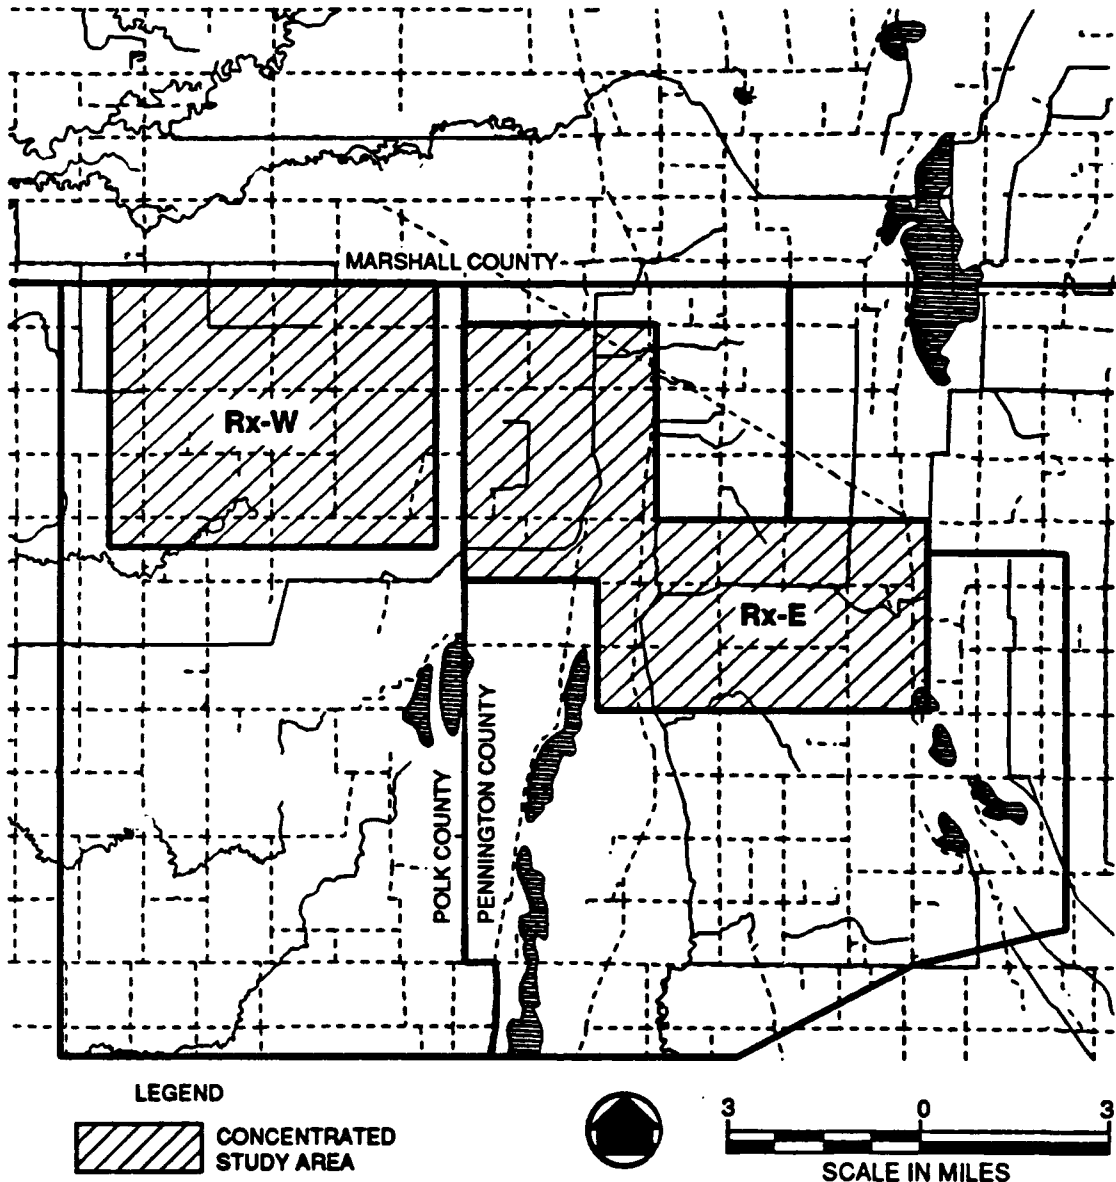 MARSHALL COUNTY
Rx-W
Rx-E
POLK COUNTY
PENNINGTON COUNTY
LEGEND
CONCENTRATED
STUDY AREA
3 0 3
SCALE IN MILES